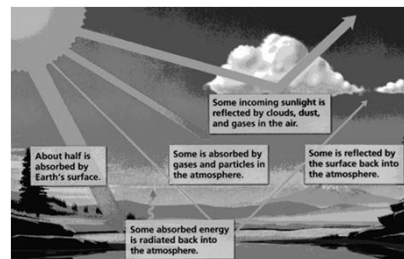 Some incoming sunlight is
reflected by clouds, dust,
and gases in the air.
About half is
absorbed by
Earth's surface.
Some is absorbed by
gases and particles in
the atmosphere.
Some is reflected by
the surface back into
the atmosphere.
Some absorbed energy
is radiated back into
the atmosphere.